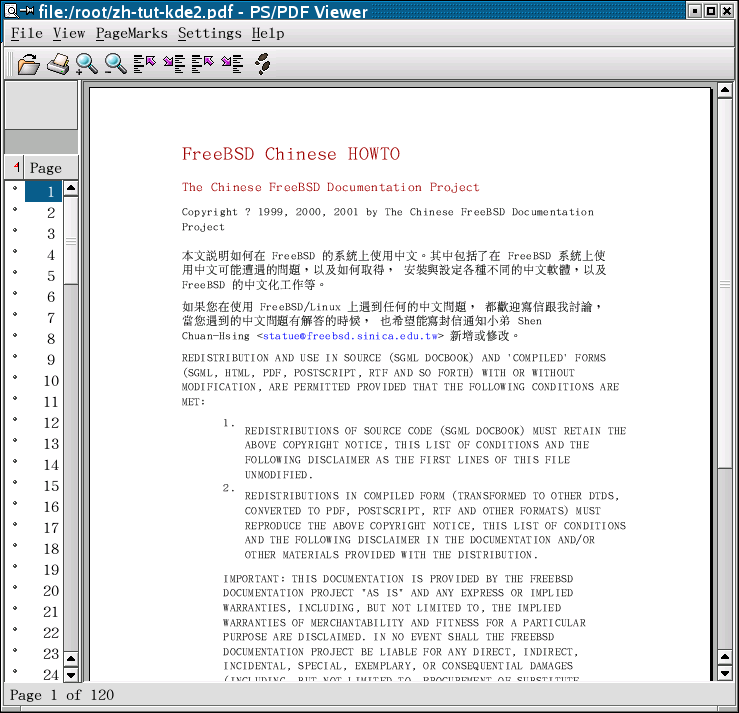 file:/root/zh-tut-kde2.pdf - PS/PDF Viewer
File View PageMarks Settings Help
Page
1
2
3
4
5
6
7
8
9
10
11
12
13
14
15
16
17
18
19
20
21
22
23
24
FreeBSD Chinese HOWTO
The Chinese FreeBSD Documentation Project
Copyright ? 1999, 2000, 2001 by The Chinese FreeBSD Documentation
Project
本文說明如何在 FreeBSD 的系統上使用中文。其中包括了在 FreeBSD 系統上使
用中文可能遭遇的問題，以及如何取得， 安裝與設定各種不同的中文軟體，以及
FreeBSD 的中文化工作等。
如果您在使用 FreeBSD/Linux 上遇到任何的中文問題， 都歡迎寫信跟我討論，
當您遇到的中文問題有解答的時候， 也希望能寫封信通知小弟 Shen
Chuan-Hsing <statue@freebsd.sinica.edu.tw> 新增或修改。
REDISTRIBUTION AND USE IN SOURCE (SGML DOCBOOK) AND 'COMPILED' FORMS
(SGML, HTML, PDF, POSTSCRIPT, RTF AND SO FORTH) WITH OR WITHOUT
MODIFICATION, ARE PERMITTED PROVIDED THAT THE FOLLOWING CONDITIONS ARE
MET:
1.
REDISTRIBUTIONS OF SOURCE CODE (SGML DOCBOOK) MUST RETAIN THE
ABOVE COPYRIGHT NOTICE, THIS LIST OF CONDITIONS AND THE
FOLLOWING DISCLAIMER AS THE FIRST LINES OF THIS FILE
UNMODIFIED.
2.
REDISTRIBUTIONS IN COMPILED FORM (TRANSFORMED TO OTHER DTDS,
CONVERTED TO PDF, POSTSCRIPT, RTF AND OTHER FORMATS) MUST
REPRODUCE THE ABOVE COPYRIGHT NOTICE, THIS LIST OF CONDITIONS
AND THE FOLLOWING DISCLAIMER IN THE DOCUMENTATION AND/OR
OTHER MATERIALS PROVIDED WITH THE DISTRIBUTION.
IMPORTANT: THIS DOCUMENTATION IS PROVIDED BY THE FREEBSD
DOCUMENTATION PROJECT "AS IS" AND ANY EXPRESS OR IMPLIED
WARRANTIES, INCLUDING, BUT NOT LIMITED TO, THE IMPLIED
WARRANTIES OF MERCHANTABILITY AND FITNESS FOR A PARTICULAR
PURPOSE ARE DISCLAIMED. IN NO EVENT SHALL THE FREEBSD
DOCUMENTATION PROJECT BE LIABLE FOR ANY DIRECT, INDIRECT,
INCIDENTAL, SPECIAL, EXEMPLARY, OR CONSEQUENTIAL DAMAGES
(INCLUDING, BUT NOT LIMITED TO, PROCUREMENT OF SUBSTITUTE
Page 1 of 120